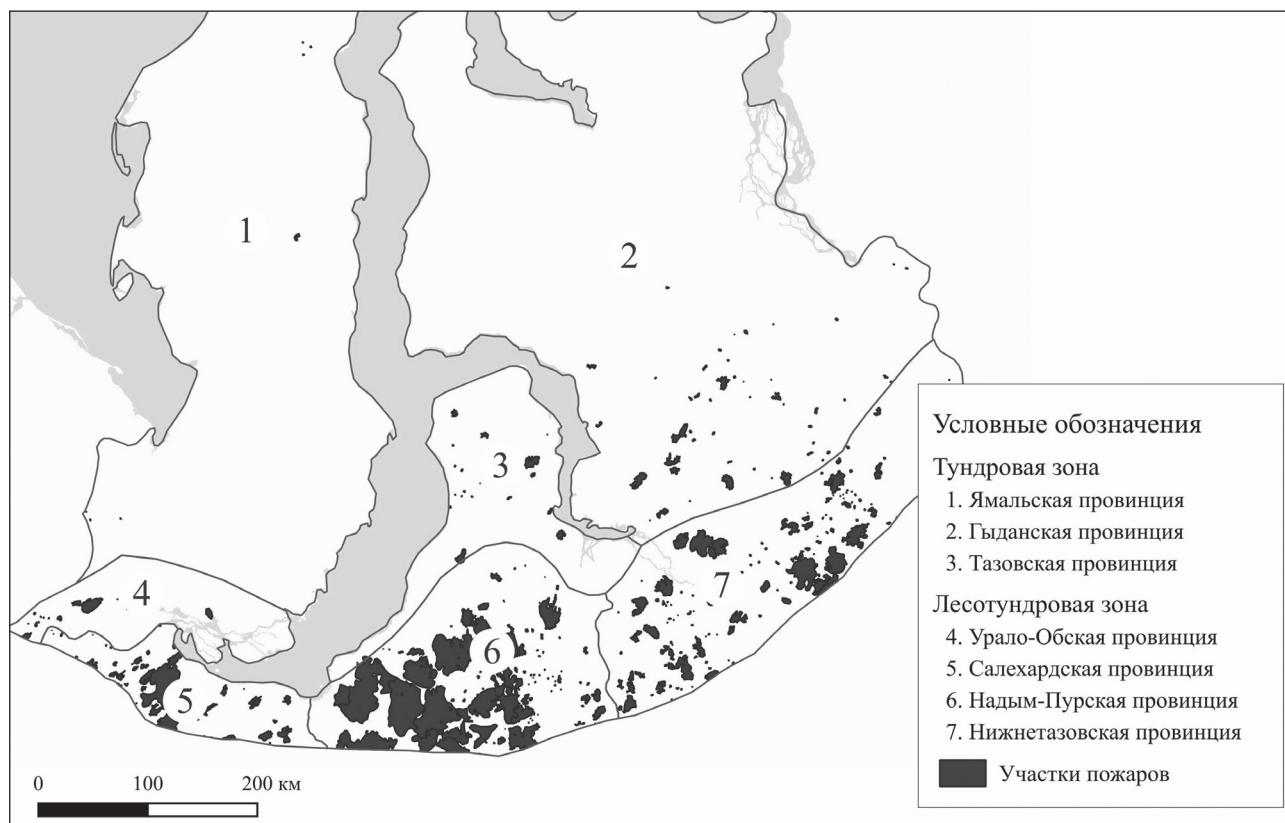 1
2
3
4
5
6
7
0 100 200 км
Условные обозначения
Тундровая зона
1. Ямальская провинция
2. Гыданская провинция
3. Тазовская провинция
Лесотундровая зона
4. Урало-Обская провинция
5. Салехардская провинция
6. Надым-Пурская провинция
7. Нижнетазовская провинция
Участки пожаров